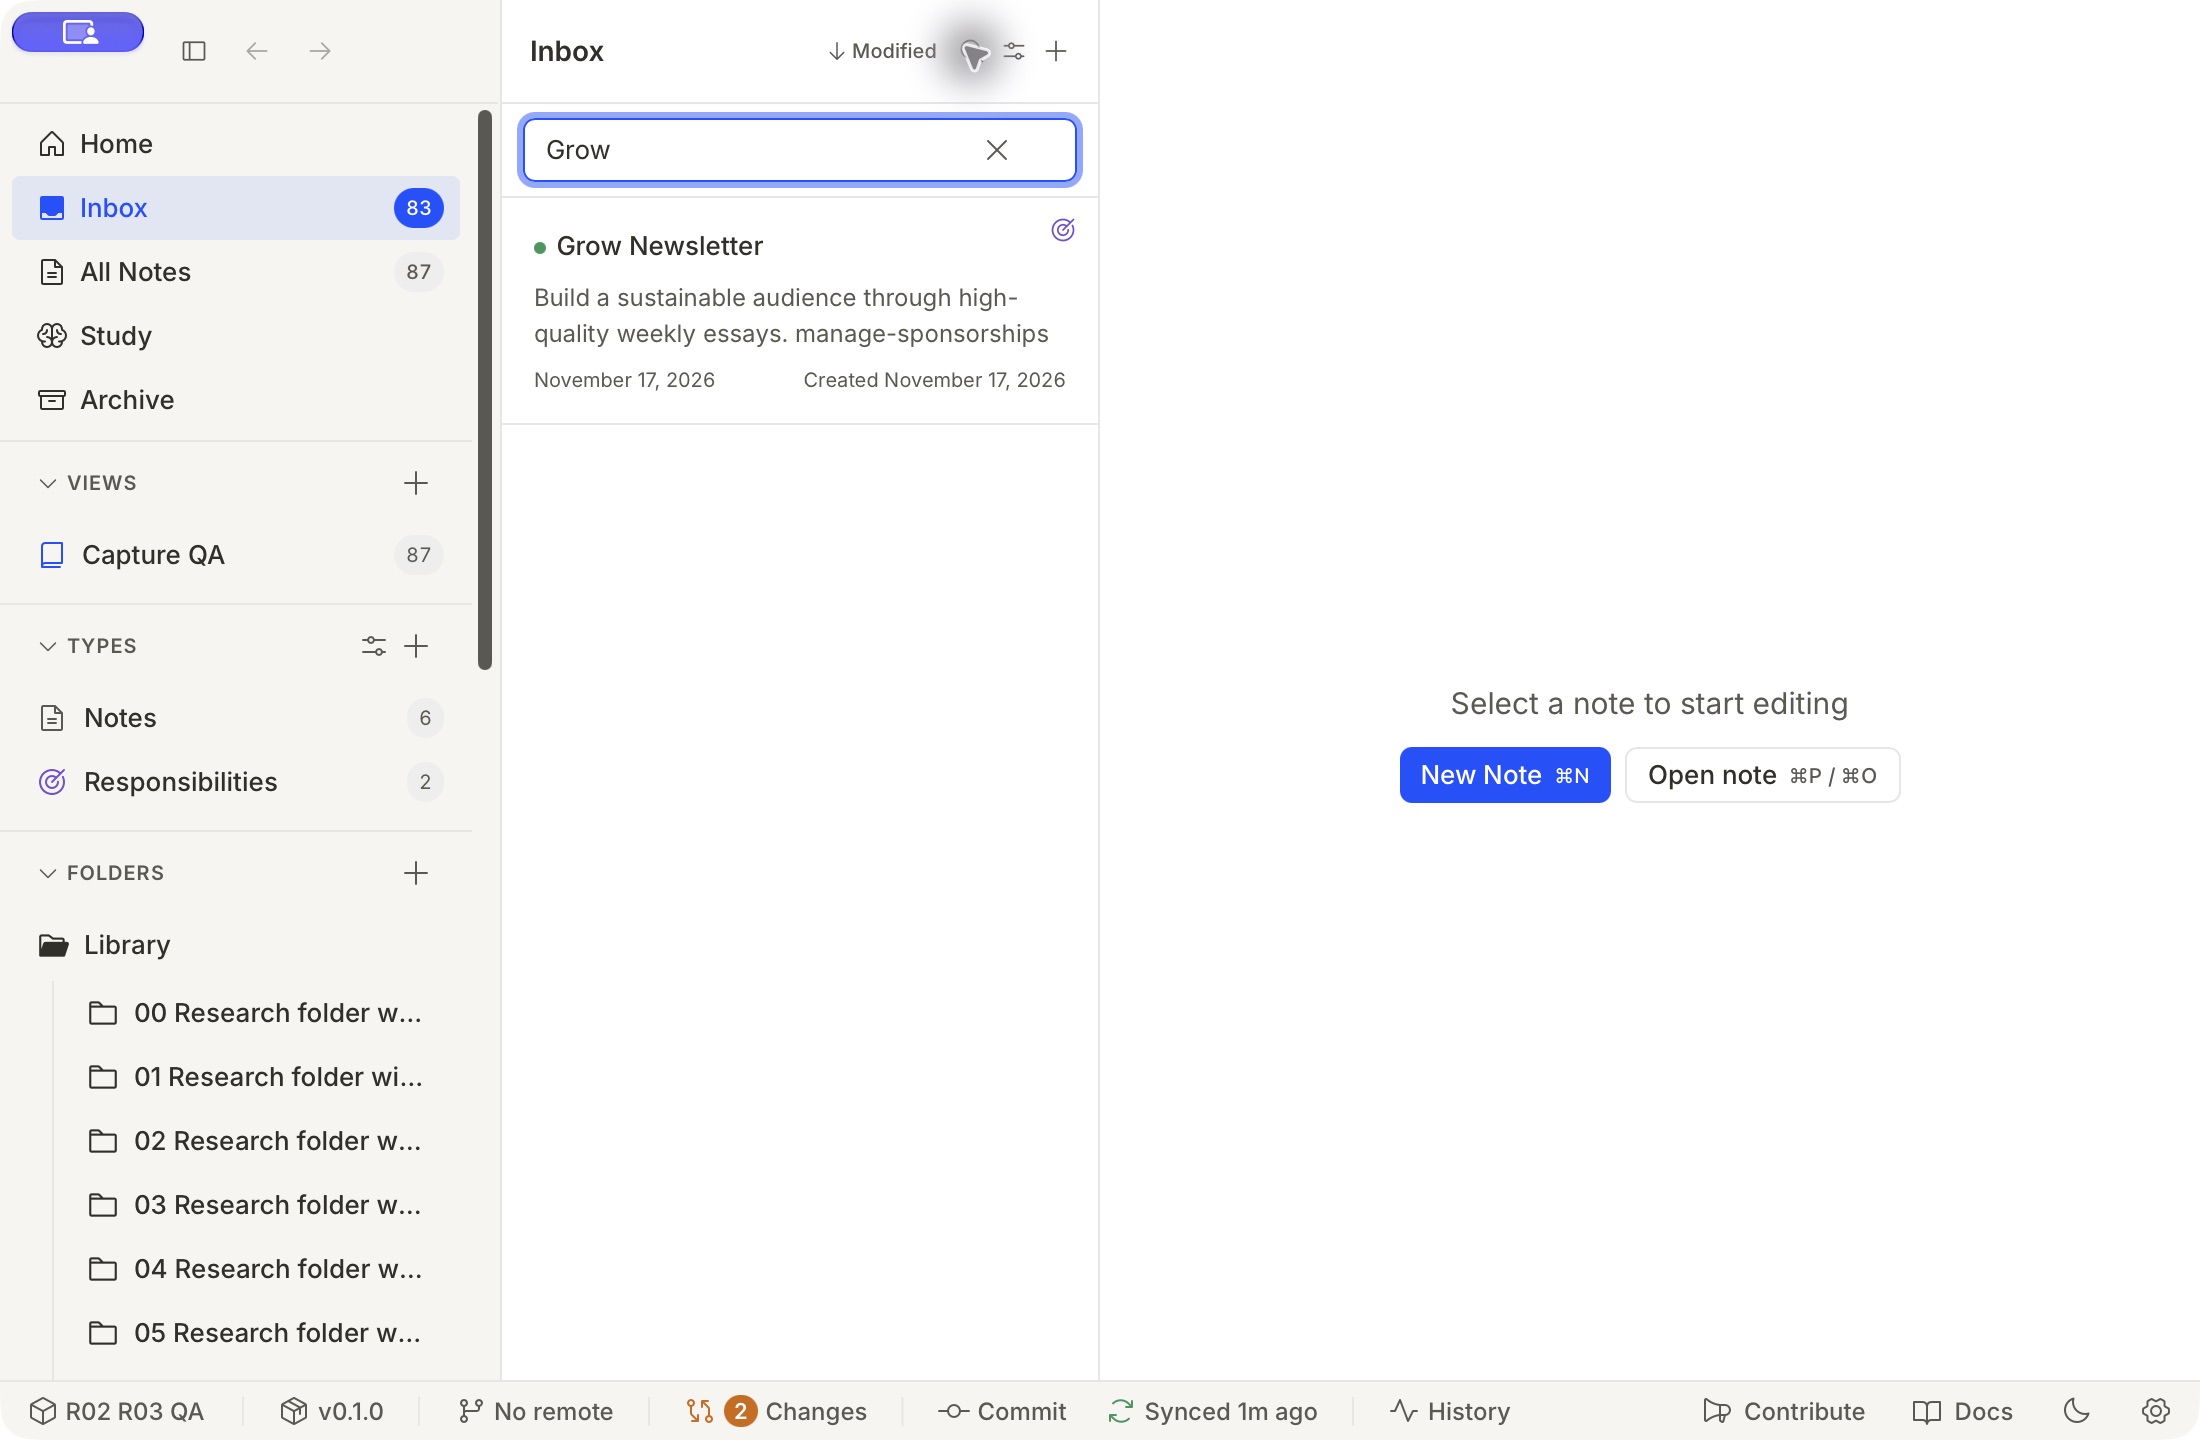 Home
Inbox 83
All Notes 87
Study
Archive
VIEWS
Capture QA 87
TYPES
Notes 6
Responsibilities 2
FOLDERS
Library
00 Research folder w...
01 Research folder wi...
02 Research folder w...
03 Research folder w...
04 Research folder w...
05 Research folder w...
Inbox
Modified
Grow
Grow Newsletter
Build a sustainable audience through high-
quality weekly essays. manage-sponsorships
November 17, 2026 Created November 17, 2026
Select a note to start editing
New Note ⌘N Open note ⌘P / ⌘O
R02 R03 QA v0.1.0 No remote 2 Changes Commit Synced 1m ago History Contribute Docs